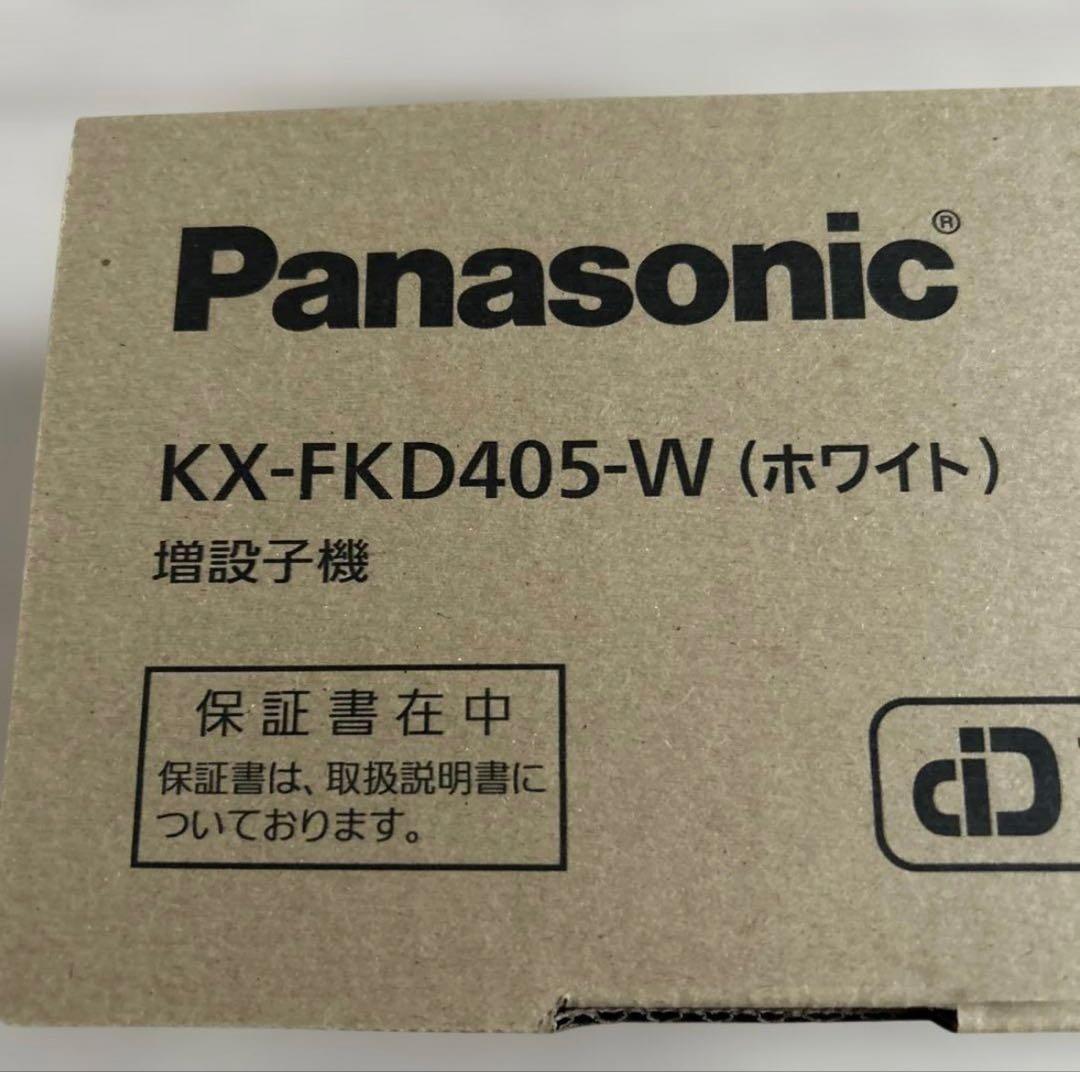 Panasonic®
KX-FKD405-W (ホワイト)
増設子機
保証書在中
保証書は、取扱説明書に
ついております。